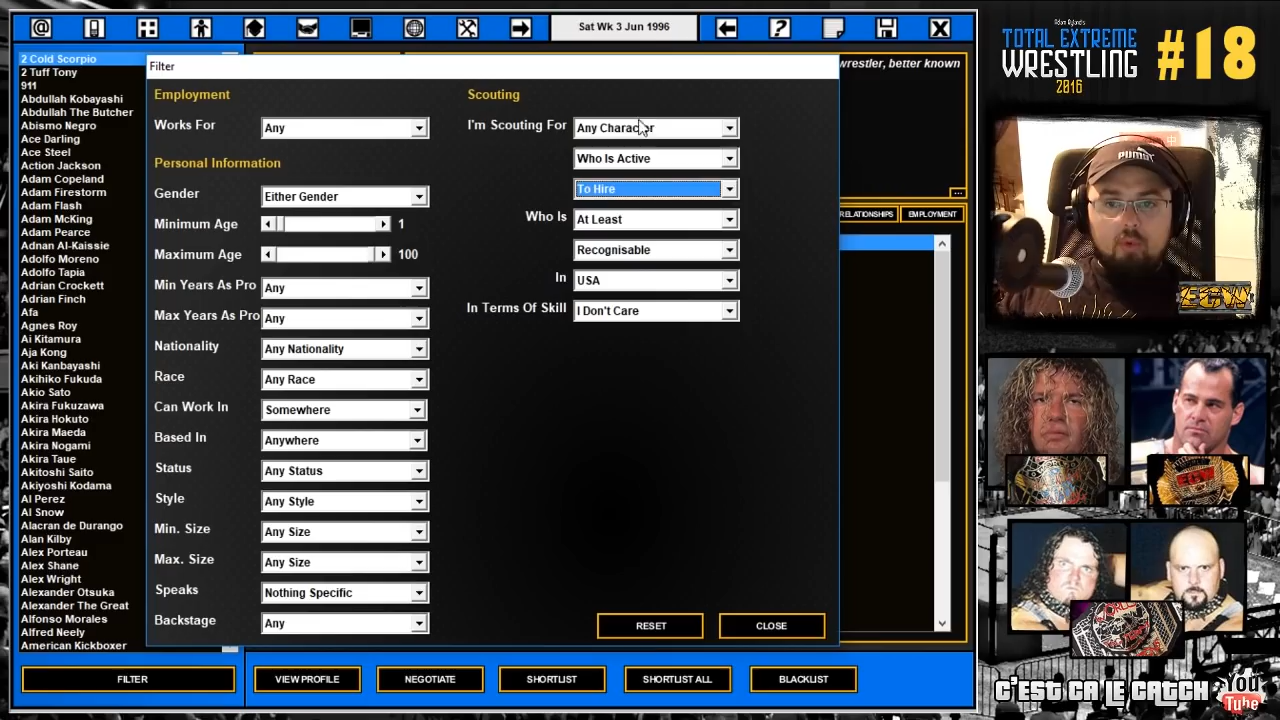 Sat Wk 3 Jun 1996
2 Cold Scorpio
2 Tuff Tony
911
Abdullah Kobayashi
Abdullah The Butcher
Abismo Negro
Ace Darling
Ace Steel
Action Jackson
Adam Copeland
Adam Firestorm
Adam Flash
Adam McKing
Adam Pearce
Adnan Al-Kaissie
Adolfo Moreno
Adolfo Tapia
Adrian Crockett
Adrian Finch
Afa
Agnes Roy
Ai Kitamura
Aja Kong
Aki Kanbayashi
Akihiko Fukuda
Akio Sato
Akira Fukuzawa
Akira Hokuto
Akira Maeda
Akira Nogami
Akira Taue
Akitoshi Saito
Akiyoshi Kodama
Al Perez
Al Snow
Alacran de Durango
Alan Kilby
Alex Porteau
Alex Shane
Alex Wright
Alexander Otsuka
Alexander The Great
Alfonso Morales
Alfred Neely
American Kickboxer
FILTER
Filter
Employment
Works For Any
Personal Information
Gender Either Gender
Minimum Age 1
Maximum Age 100
Min Years As Pro Any
Max Years As Pro Any
Nationality Any Nationality
Race Any Race
Can Work In Somewhere
Based In Anywhere
Status Any Status
Style Any Style
Min. Size Any Size
Max. Size Any Size
Speaks Nothing Specific
Backstage Any
Scouting
I'm Scouting For Any Character
Who Is Active
To Hire
Who Is At Least
Recognisable
In USA
In Terms Of Skill I Don't Care
RESET CLOSE
wrestler, better known
...
RELATIONSHIPS EMPLOYMENT
VIEW PROFILE NEGOTIATE SHORTLIST SHORTLIST ALL BLACKLIST
Adam Ryland's
TOTAL EXTREME
WRESTLING
2016
#18
PUMA
ECW
ECW
C'EST CA LE CATCH
You
Tube